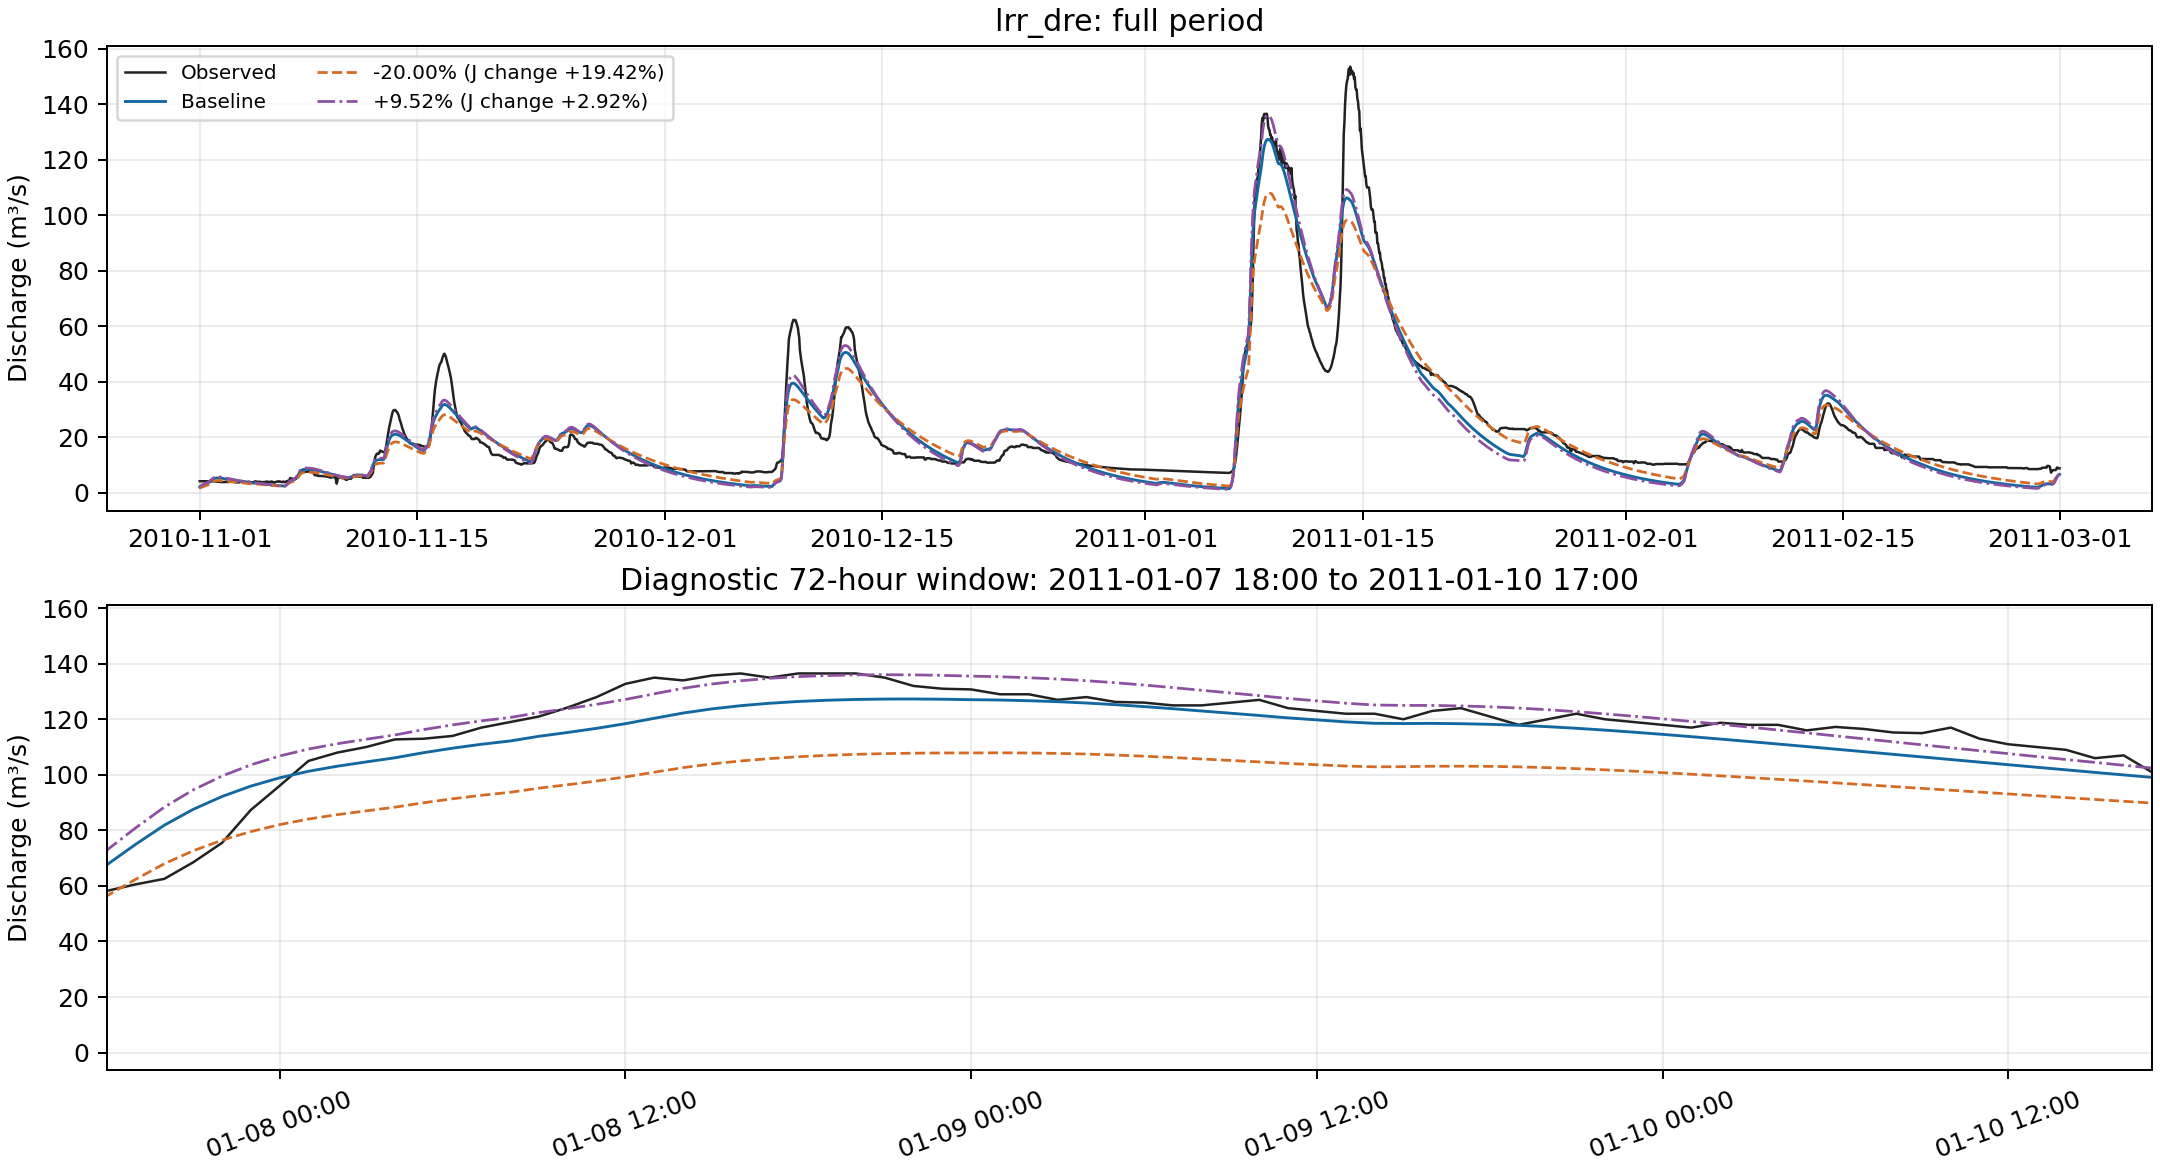 lrr_dre: full period
Discharge (m³/s)
160
140
120
100
80
60
40
20
0
Observed
Baseline
-20.00% (J change +19.42%)
+9.52% (J change +2.92%)
2010-11-01 2010-11-15 2010-12-01 2010-12-15 2011-01-01 2011-01-15 2011-02-01 2011-02-15 2011-03-01
Diagnostic 72-hour window: 2011-01-07 18:00 to 2011-01-10 17:00
Discharge (m³/s)
160
140
120
100
80
60
40
20
0
01-08 00:00 01-08 12:00 01-09 00:00 01-09 12:00 01-10 00:00 01-10 12:00